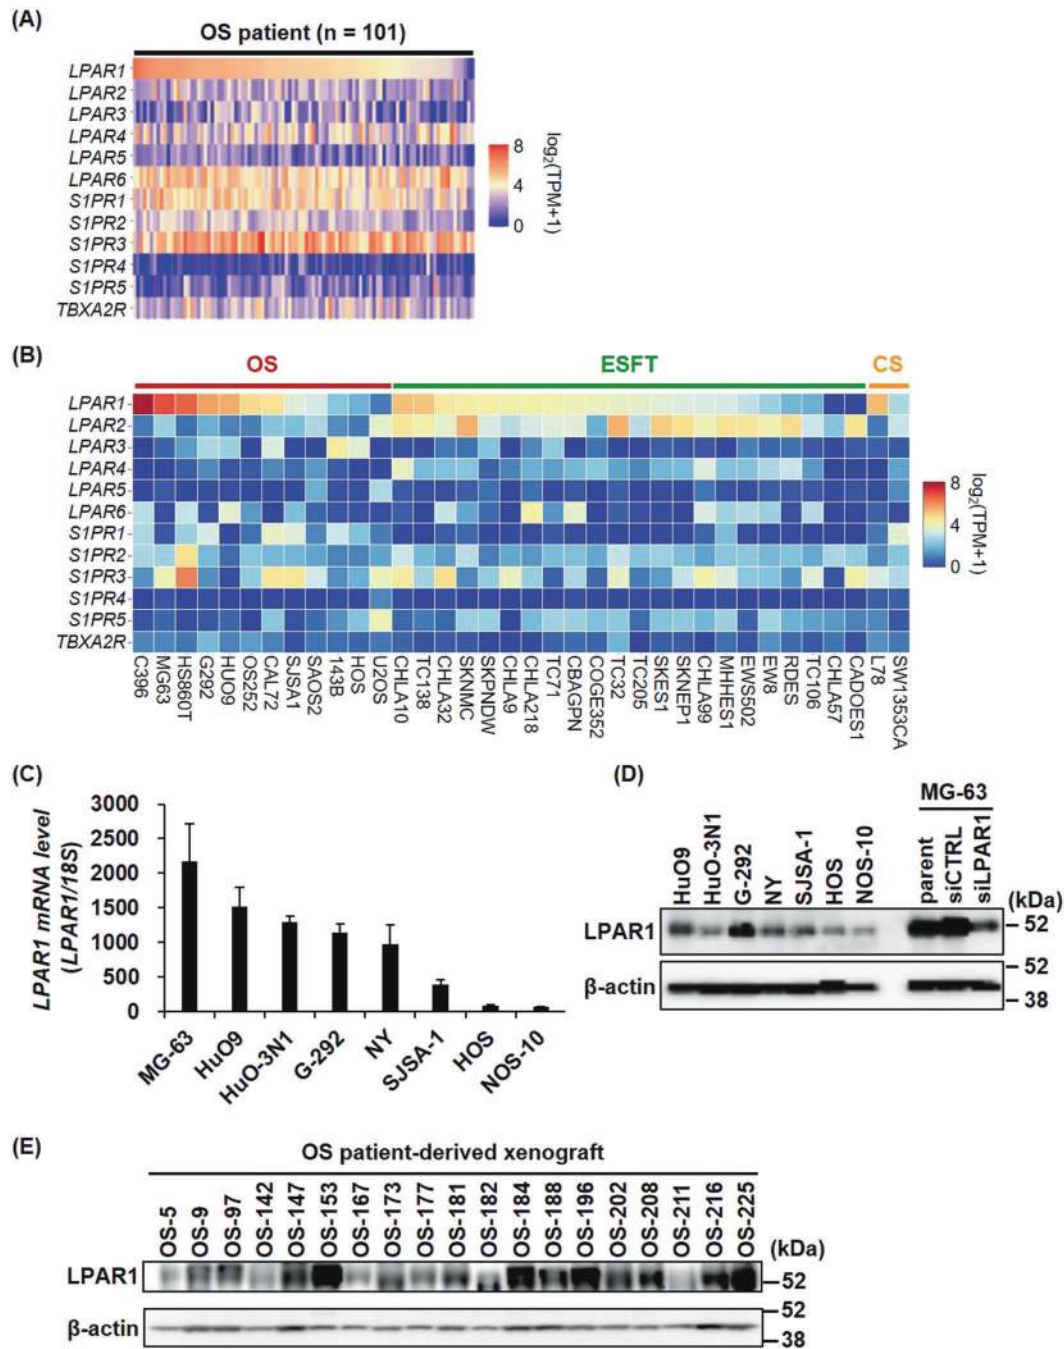 (A)
OS patient (n = 101)
LPAR1
LPAR2
LPAR3
LPAR4
LPAR5
LPAR6
S1PR1
S1PR2
S1PR3
S1PR4
S1PR5
TBXA2R
8
4
0
log2(TPM+1)
(B)
OS ESFT CS
LPAR1
LPAR2
LPAR3
LPAR4
LPAR5
LPAR6
S1PR1
S1PR2
S1PR3
S1PR4
S1PR5
TBXA2R
8
4
0
log2(TPM+1)
C396
MG63
HS860T
G292
HUO9
OS252
CAL72
SJSA1
SAOS2
143B
HOS
U2OS
CHLA10
TC138
CHLA32
SKNMC
SKPNDW
CHLA9
CHLA218
TC71
CBAGPN
COGE352
TC32
TC205
SKES1
SKNEP1
CHLA99
MHHES1
EWS502
EW8
RDES
TC106
CHLA57
CADOES1
L78
SW1353CA
(C)
LPAR1 mRNA level
(LPAR1/18S)
3000
2500
2000
1500
1000
500
0
MG-63
HuO9
HuO-3N1
G-292
NY
SJSA-1
HOS
NOS-10
(D)
MG-63
HuO9
HuO-3N1
G-292
NY
SJSA-1
HOS
NOS-10
parent
siCTRL
siLPAR1
(kDa)
LPAR1
52
β-actin
52
38
(E)
OS patient-derived xenograft
OS-5
OS-9
OS-97
OS-142
OS-147
OS-153
OS-167
OS-173
OS-177
OS-181
OS-182
OS-184
OS-188
OS-196
OS-202
OS-208
OS-211
OS-216
OS-225
(kDa)
LPAR1
52
β-actin
52
38